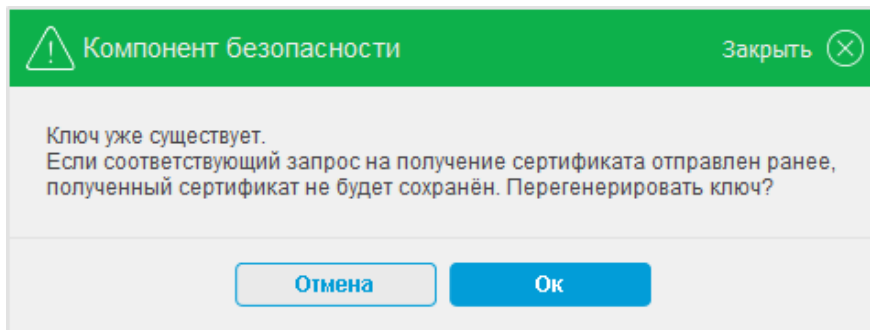 Компонент безопасности
Закрыть
Ключ уже существует.
Если соответствующий запрос на получение сертификата отправлен ранее,
полученный сертификат не будет сохранён. Перегенерировать ключ?
Отмена
Ок